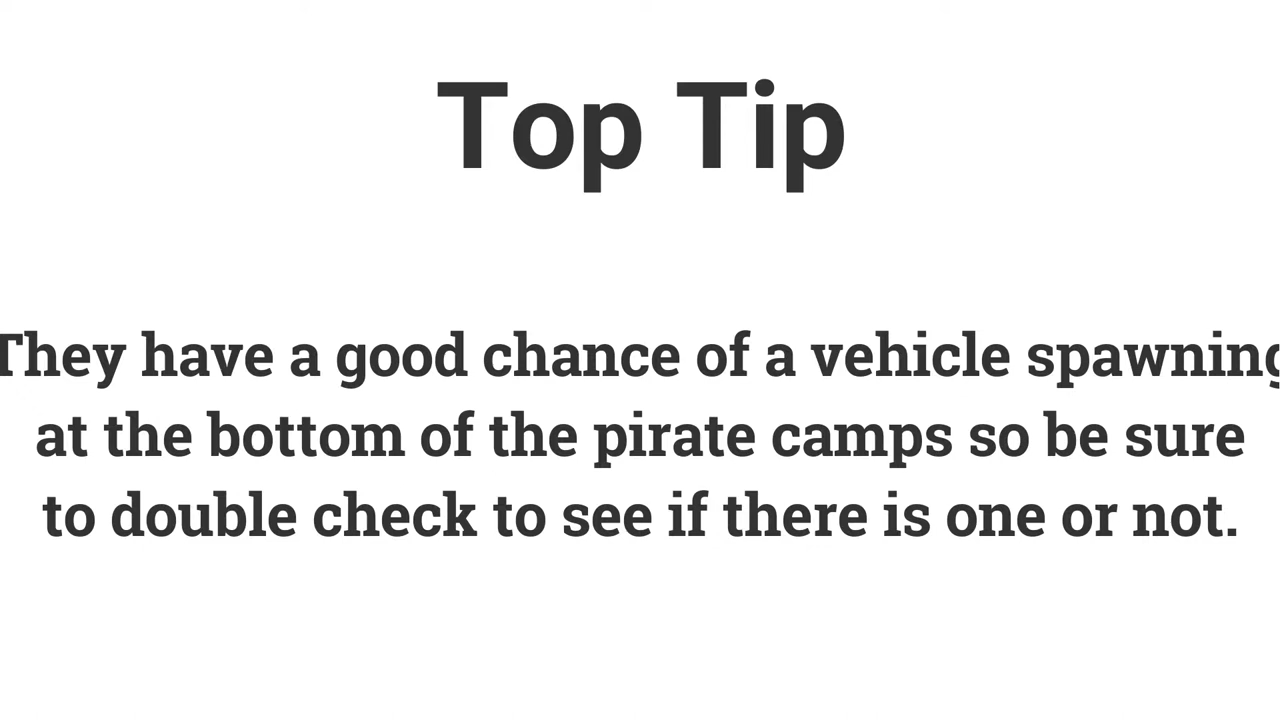 Top Tip
They have a good chance of a vehicle spawning
at the bottom of the pirate camps so be sure
to double check to see if there is one or not.